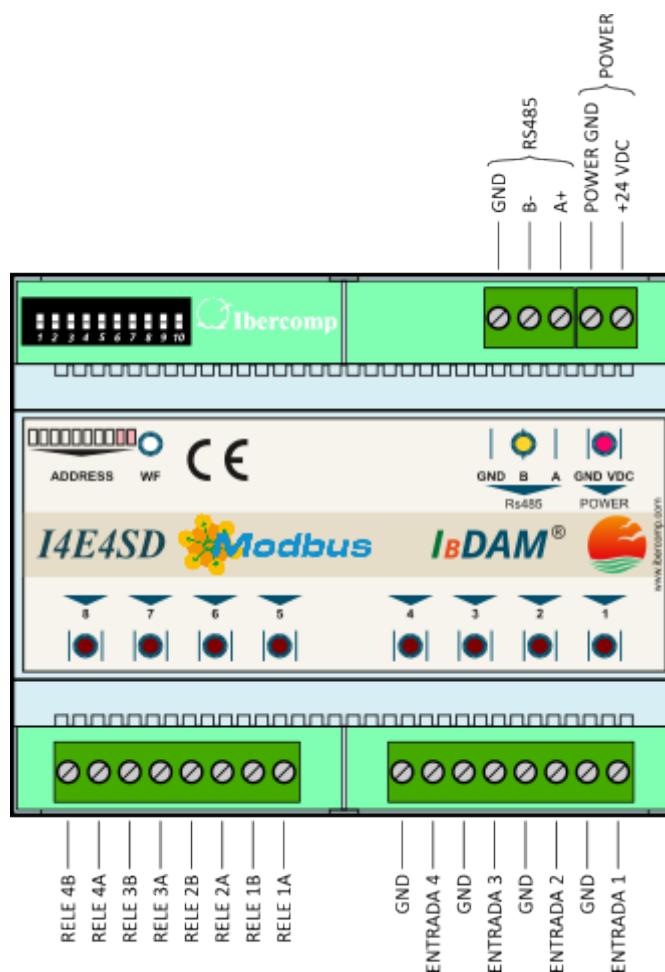 POWER
RS485
GND
B-
A+
POWER GND
+24 VDC
1 2 3 4 5 6 7 8 9 10
Ibercomp
ADDRESS
WF
CE
GND B A
GND VDC
Rs485
POWER
I4E4SD
Modbus
IBDAM®
www.ibercomp.com
8 7 6 5 4 3 2 1
RELE 4B
RELE 4A
RELE 3B
RELE 3A
RELE 2B
RELE 2A
RELE 1B
RELE 1A
GND
ENTRADA 4
GND
ENTRADA 3
GND
ENTRADA 2
GND
ENTRADA 1